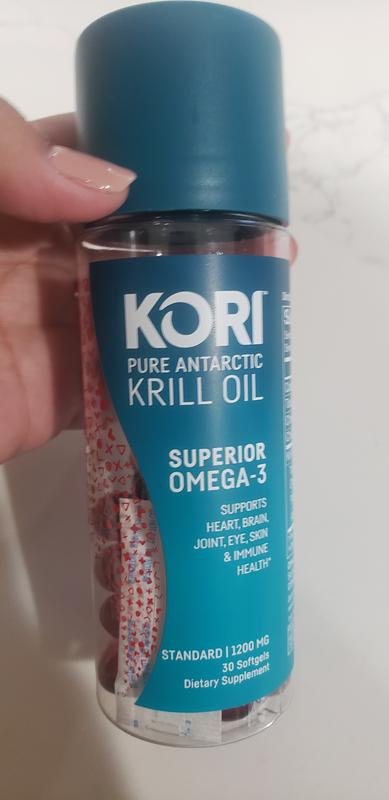 KORI™
PURE ANTARCTIC
KRILL OIL
SUPERIOR
OMEGA-3
SUPPORTS
HEART, BRAIN,
JOINT, EYE, SKIN
& IMMUNE
HEALTH*
STANDARD | 1200 MG
30 Softgels
Dietary Supplement